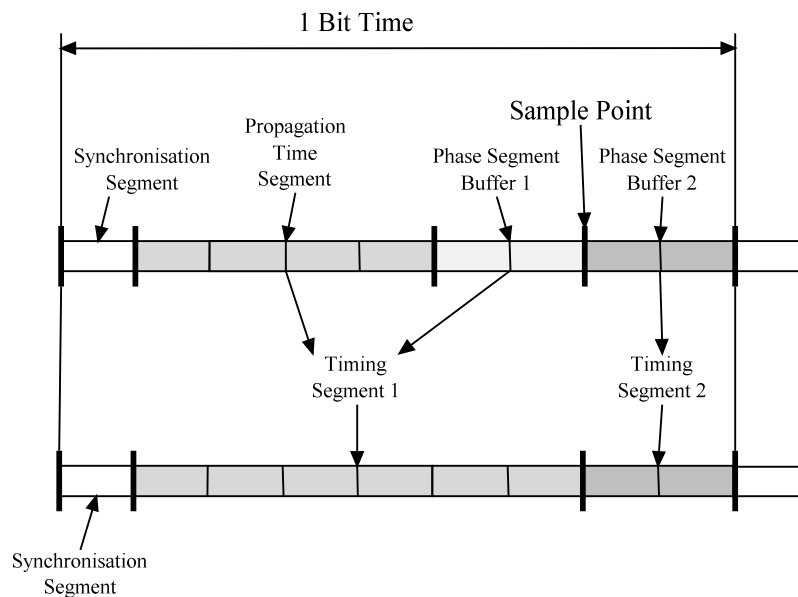 1 Bit Time
Sample Point
Propagation
Time
Segment
Synchronisation
Segment
Phase Segment
Buffer 1
Phase Segment
Buffer 2
Timing
Segment 1
Timing
Segment 2
Synchronisation
Segment